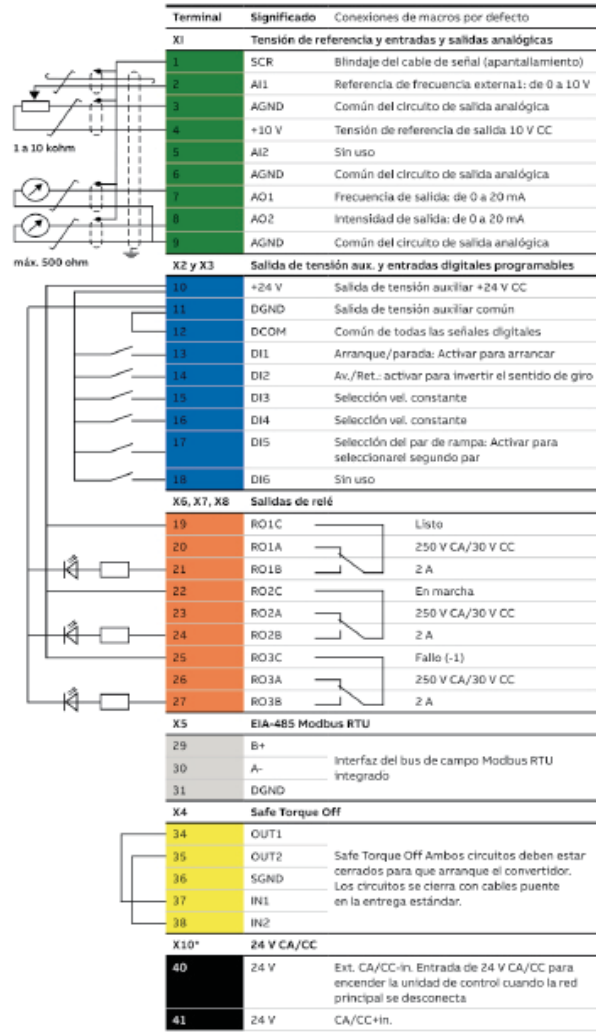 Terminal Significado Conexiones de macros por defecto
X1 Tensión de referencia y entradas y salidas analógicas
1 SCR Blindaje del cable de señal (apantallamiento)
2 AI1 Referencia de frecuencia externa1: de 0 a 10 V
3 AGND Común del circuito de salida analógica
4 +10 V Tensión de referencia de salida 10 V CC
1 a 10 kohm
5 AI2 Sin uso
6 AGND Común del circuito de salida analógica
7 AO1 Frecuencia de salida: de 0 a 20 mA
8 AO2 Intensidad de salida: de 0 a 20 mA
9 AGND Común del circuito de salida analógica
máx. 500 ohm
X2 y X3 Salida de tensión aux. y entradas digitales programables
10 +24 V Salida de tensión auxiliar +24 V CC
11 DGND Salida de tensión auxiliar común
12 DCOM Común de todas las señales digitales
13 DI1 Arranque/parada: Activar para arrancar
14 DI2 Av./Ret.: activar para invertir el sentido de giro
15 DI3 Selección vel. constante
16 DI4 Selección vel. constante
17 DI5 Selección del par de rampa: Activar para
seleccionarel segundo par
18 DI6 Sin uso
X6, X7, X8 Salidas de relé
19 RO1C Listo
20 RO1A 250 V CA/30 V CC
21 RO1B 2 A
22 RO2C En marcha
23 RO2A 250 V CA/30 V CC
24 RO2B 2 A
25 RO3C Fallo (-1)
26 RO3A 250 V CA/30 V CC
27 RO3B 2 A
X5 EIA-485 Modbus RTU
29 B+
30 A-
31 DGND
Interfaz del bus de campo Modbus RTU
integrado
X4 Safe Torque Off
34 OUT1
35 OUT2
36 SGND
37 IN1
38 IN2
Safe Torque Off Ambos circuitos deben estar
cerrados para que arranque el convertidor.
Los circuitos se cierra con cables puente
en la entrega estándar.
X10* 24 V CA/CC
40 24 V Ext. CA/CC-in. Entrada de 24 V CA/CC para
encender la unidad de control cuando la red
principal se desconecta
41 24 V CA/CC+in.